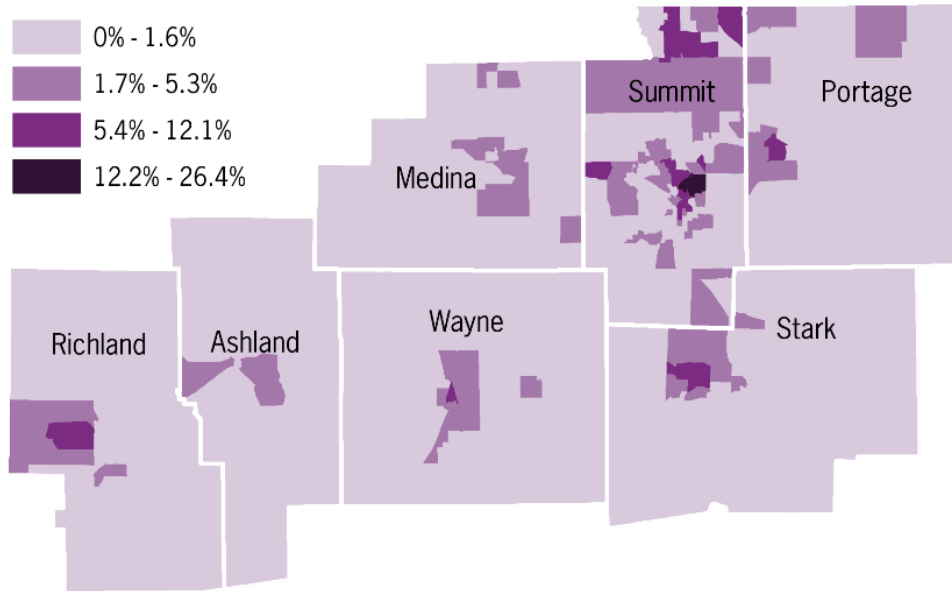 0% - 1.6%
1.7% - 5.3%
5.4% - 12.1%
12.2% - 26.4%
Summit
Portage
Medina
Wayne
Stark
Richland
Ashland